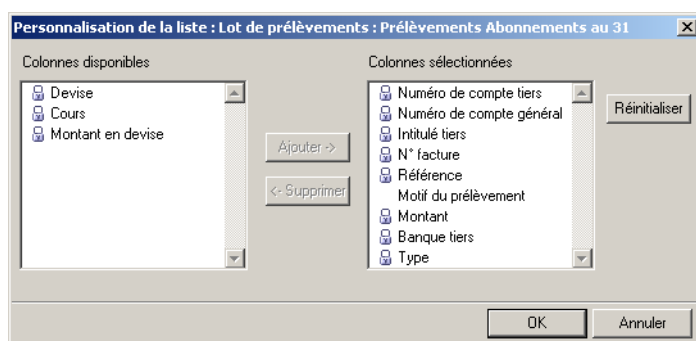 Personnalisation de la liste : Lot de prélèvements : Prélèvements Abonnements au 31
Colonnes disponibles
Devise
Cours
Montant en devise
Ajouter ->
<- Supprimer
Colonnes sélectionnées
Numéro de compte tiers
Numéro de compte général
Intitulé tiers
N° facture
Référence
Motif du prélèvement
Montant
Banque tiers
Type
Réinitialiser
OK
Annuler